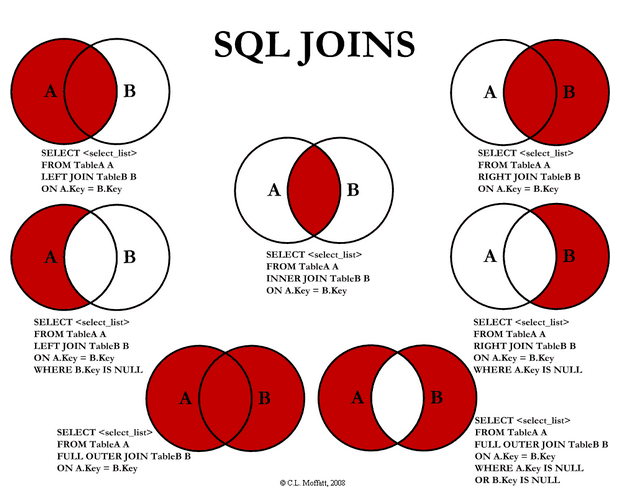 SQL JOINS
A
B
SELECT <select_list>
FROM TableA A
LEFT JOIN TableB B
ON A.Key = B.Key
A
B
SELECT <select_list>
FROM TableA A
RIGHT JOIN TableB B
ON A.Key = B.Key
A
B
SELECT <select_list>
FROM TableA A
INNER JOIN TableB B
ON A.Key = B.Key
A
B
SELECT <select_list>
FROM TableA A
LEFT JOIN TableB B
ON A.Key = B.Key
WHERE B.Key IS NULL
A
B
SELECT <select_list>
FROM TableA A
RIGHT JOIN TableB B
ON A.Key = B.Key
WHERE A.Key IS NULL
A
B
SELECT <select_list>
FROM TableA A
FULL OUTER JOIN TableB B
ON A.Key = B.Key
A
B
SELECT <select_list>
FROM TableA A
FULL OUTER JOIN TableB B
ON A.Key = B.Key
WHERE A.Key IS NULL
OR B.Key IS NULL
© C.L. Moffatt, 2008